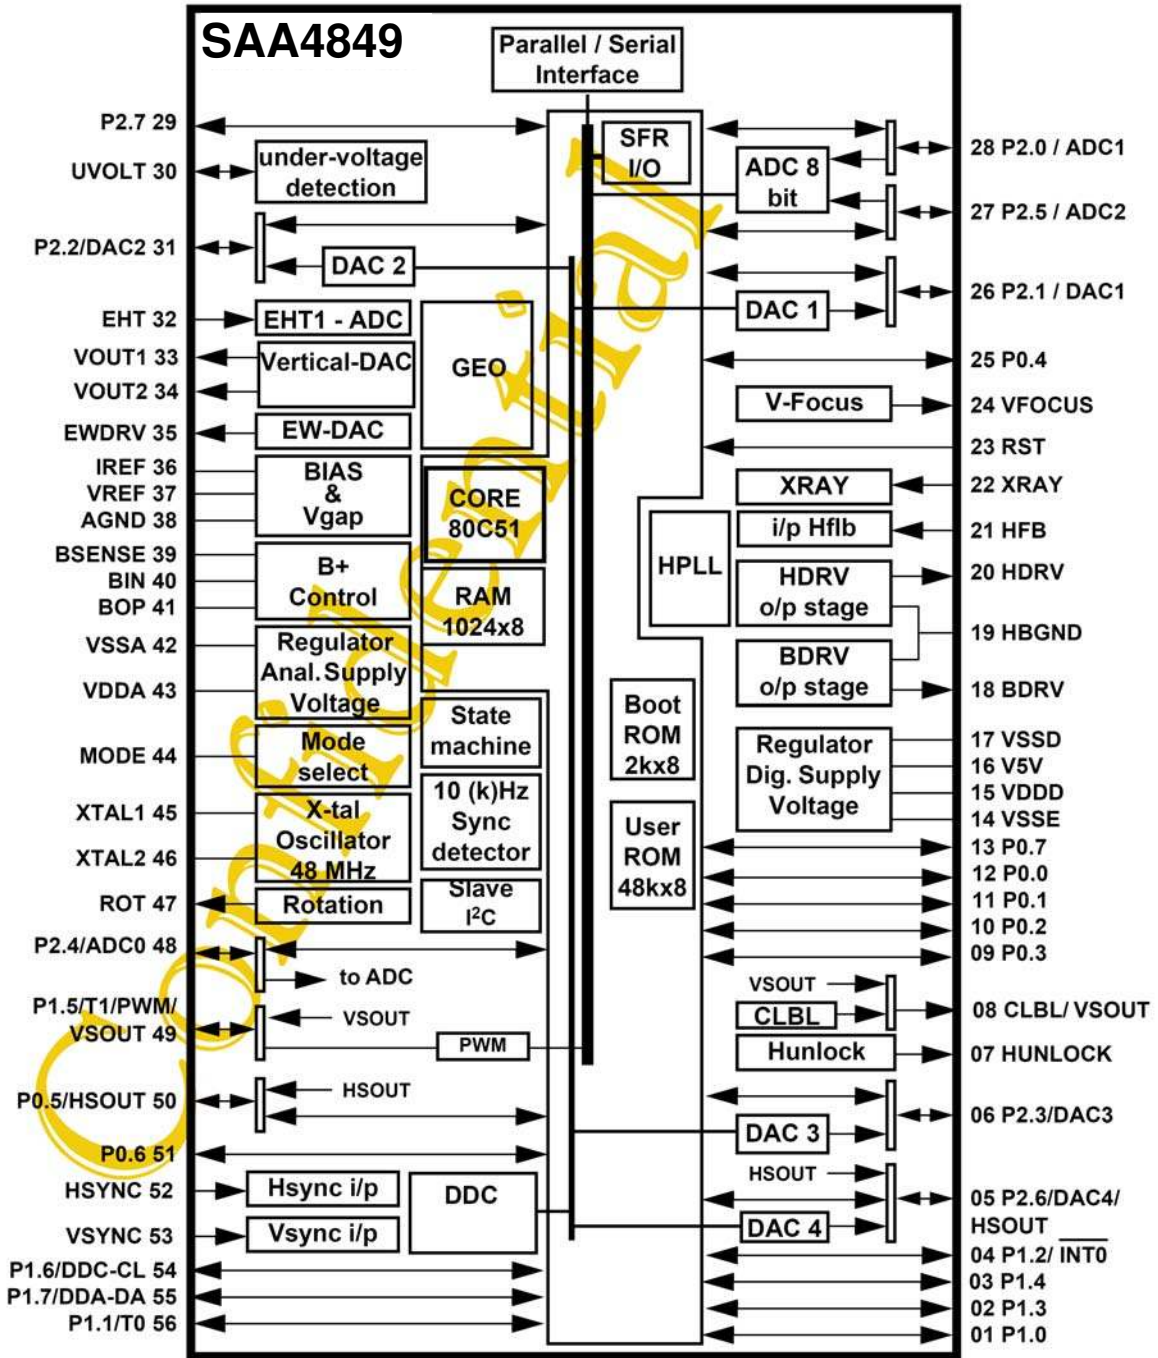 SAA4849
Parallel / Serial
Interface
P2.7 29
UVOLT 30
P2.2/DAC2 31
EHT 32
VOUT1 33
VOUT2 34
EWDRV 35
IREF 36
VREF 37
AGND 38
BSENSE 39
BIN 40
BOP 41
VSSA 42
VDDA 43
MODE 44
XTAL1 45
XTAL2 46
ROT 47
P2.4/ADC0 48
P1.5/T1/PWM/
VSOUT 49
P0.5/HSOUT 50
P0.6 51
HSYNC 52
VSYNC 53
P1.6/DDC-CL 54
P1.7/DDA-DA 55
P1.1/T0 56
under-voltage
detection
DAC 2
EHT1 - ADC
Vertical-DAC
EW-DAC
BIAS
&
Vgap
B+
Control
Regulator
Anal.Supply
Voltage
Mode
select
X-tal
Oscillator
48 MHz
Rotation
to ADC
VSOUT
PWM
HSOUT
Hsync i/p
Vsync i/p
GEO
CORE
80C51
RAM
1024x8
State
machine
10 (k)Hz
Sync
detector
Slave
I²C
DDC
SFR
I/O
HPLL
Boot
ROM
2kx8
User
ROM
48kx8
ADC 8
bit
DAC 1
V-Focus
XRAY
i/p Hflb
HDRV
o/p stage
BDRV
o/p stage
Regulator
Dig. Supply
Voltage
VSOUT
CLBL
Hunlock
DAC 3
HSOUT
DAC 4
28 P2.0 / ADC1
27 P2.5 / ADC2
26 P2.1 / DAC1
25 P0.4
24 VFOCUS
23 RST
22 XRAY
21 HFB
20 HDRV
19 HBGND
18 BDRV
17 VSSD
16 V5V
15 VDDD
14 VSSE
13 P0.7
12 P0.0
11 P0.1
10 P0.2
09 P0.3
08 CLBL/ VSOUT
07 HUNLOCK
06 P2.3/DAC3
05 P2.6/DAC4/
HSOUT
04 P1.2/ INT0
03 P1.4
02 P1.3
01 P1.0
Confidential